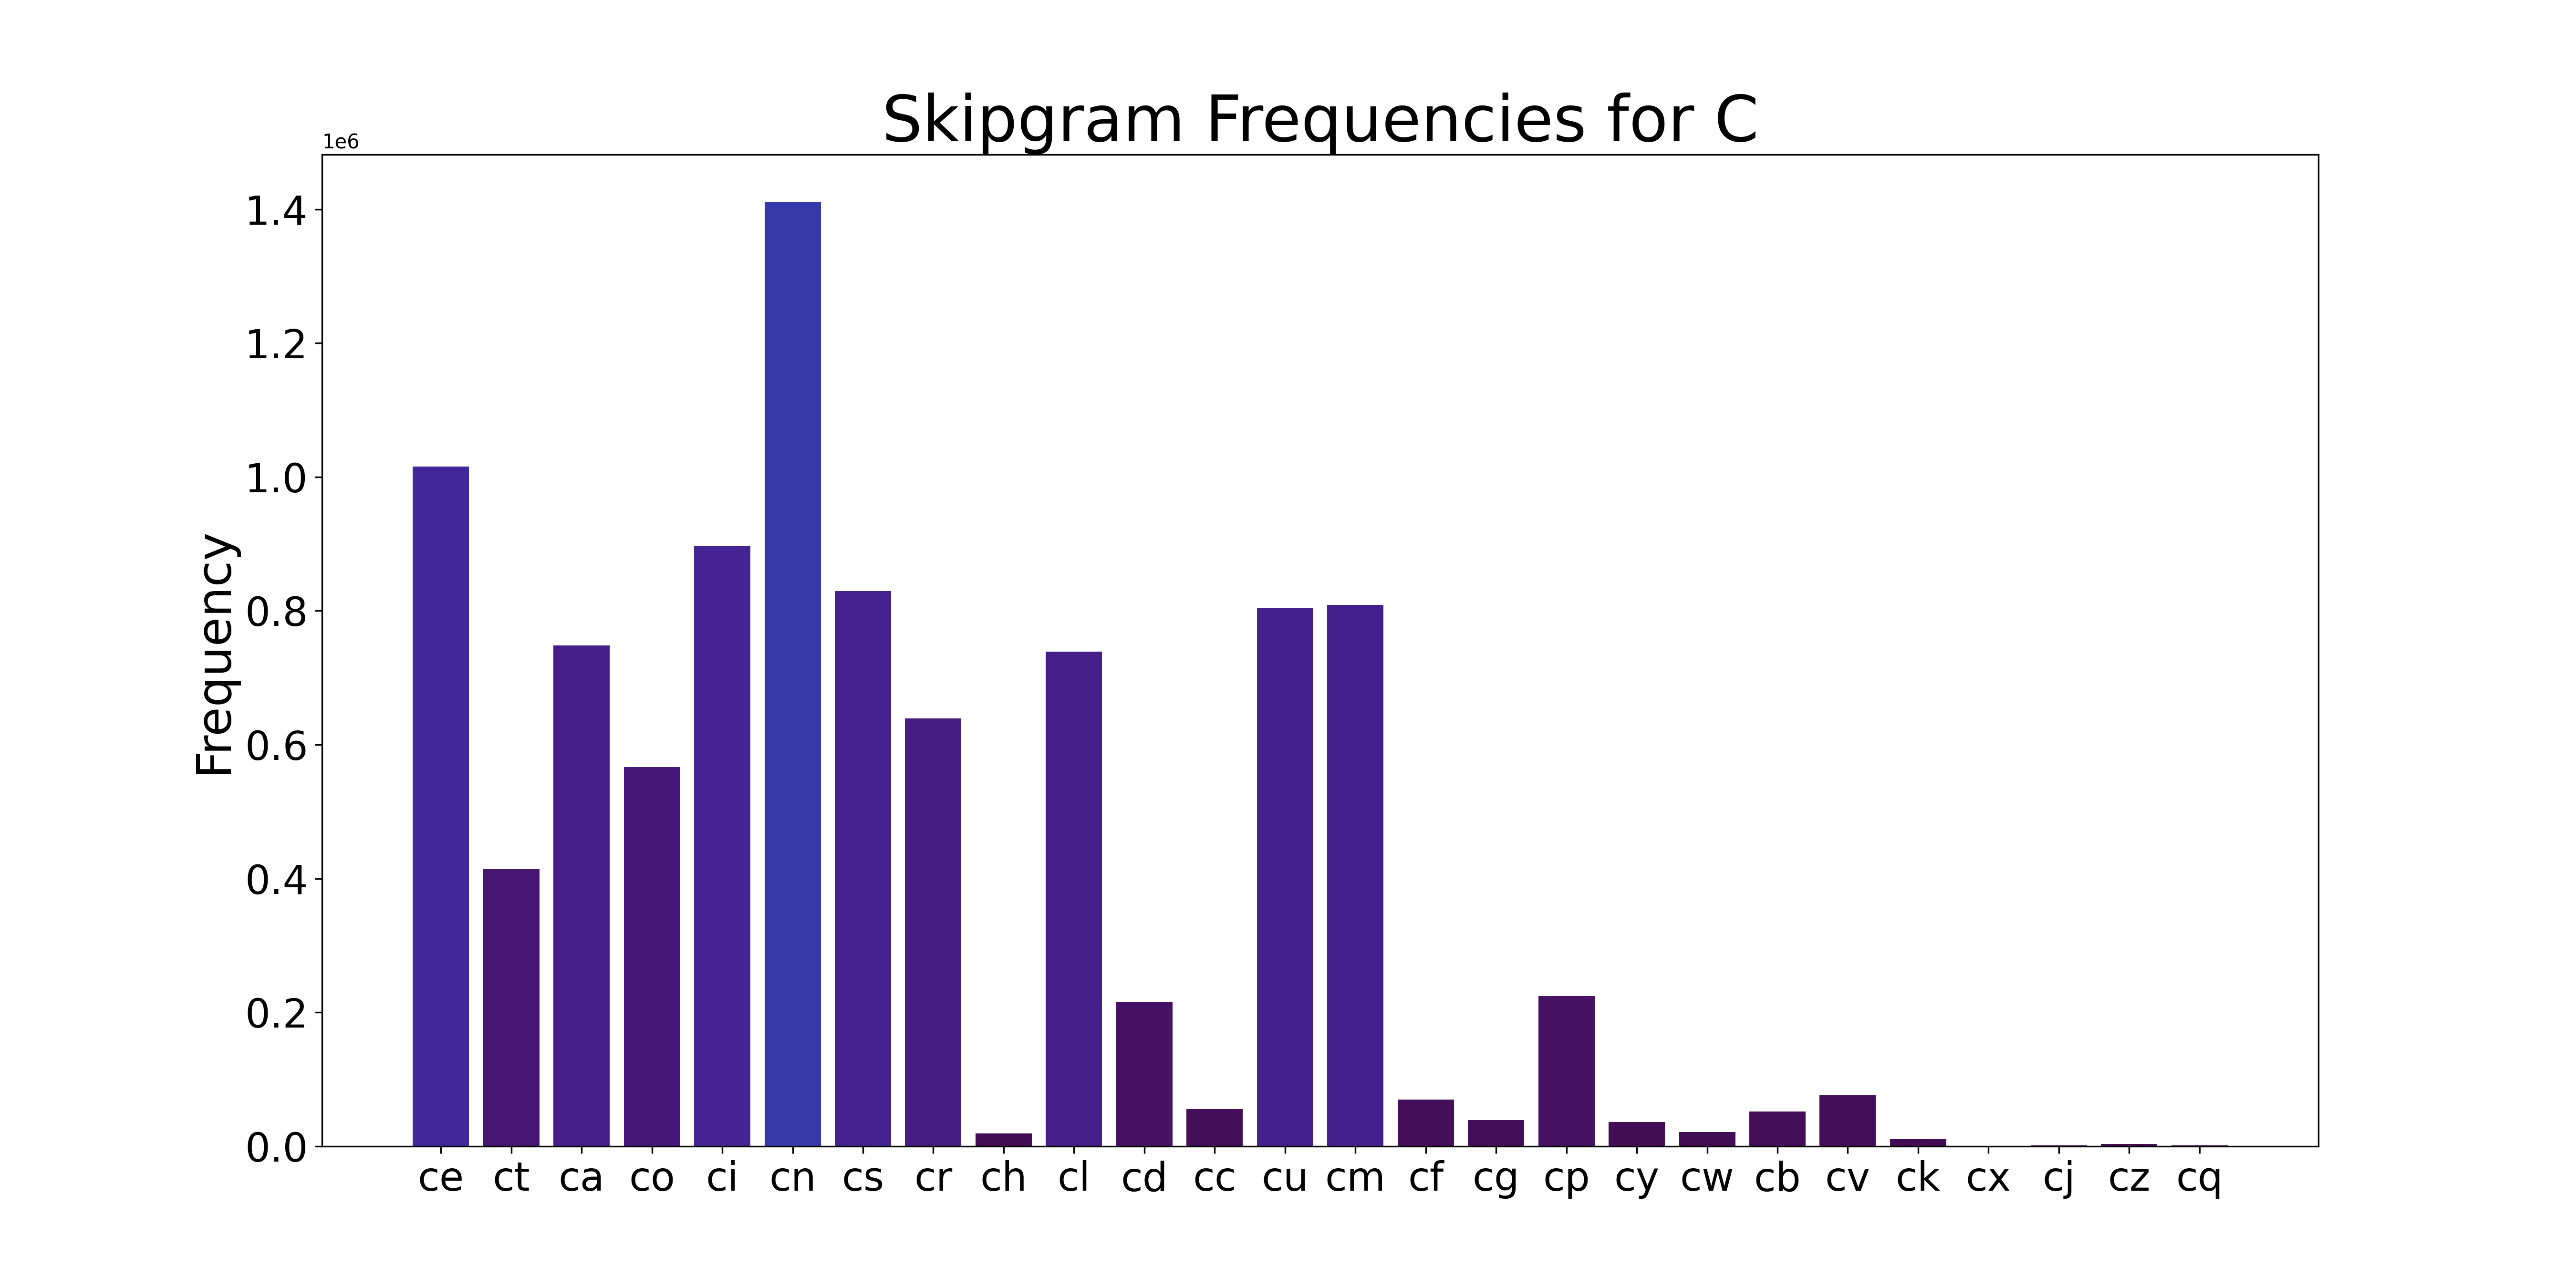 Skipgram Frequencies for C
1e6
1.4
1.2
1.0
0.8
0.6
0.4
0.2
0.0
Frequency
ce ct ca co ci cn cs cr ch cl cd cc cu cm cf cg cp cy cw cb cv ck cx cj cz cq